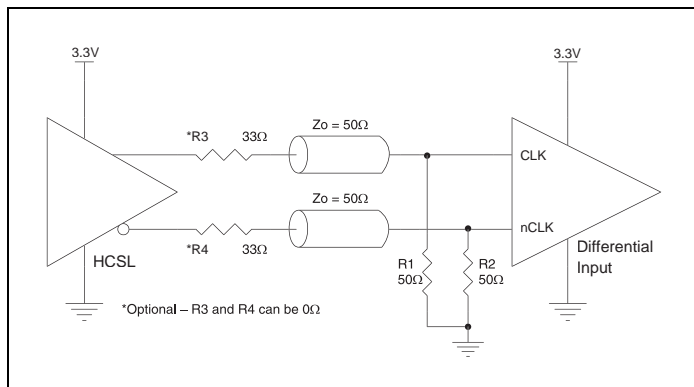 3.3V
3.3V
*R3 33Ω
Zo = 50Ω
CLK
Zo = 50Ω
nCLK
*R4 33Ω
HCSL
R1
50Ω
R2
50Ω
Differential
Input
*Optional – R3 and R4 can be 0Ω